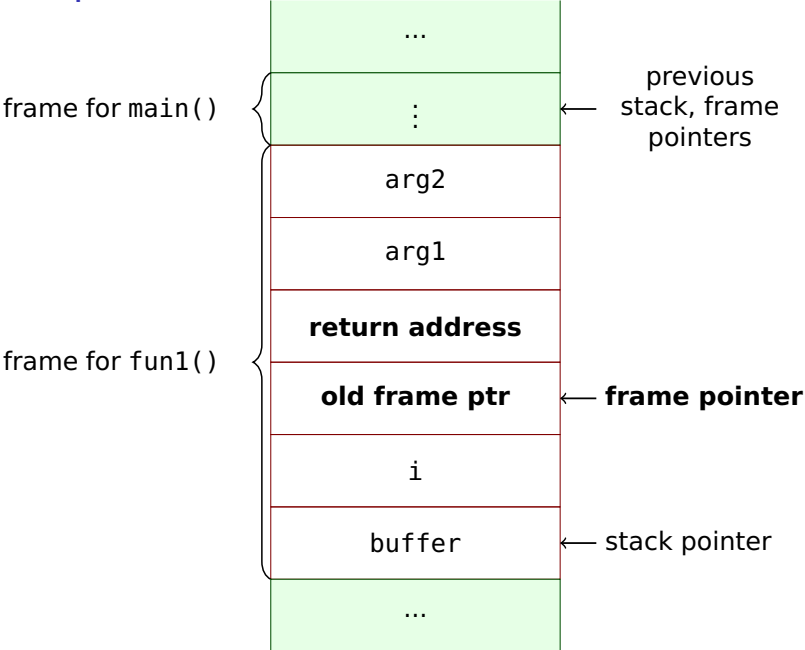 ...
previous
frame for main()
⋮
stack, frame
pointers
arg2
arg1
return address
frame for fun1()
old frame ptr
frame pointer
i
buffer
stack pointer
...